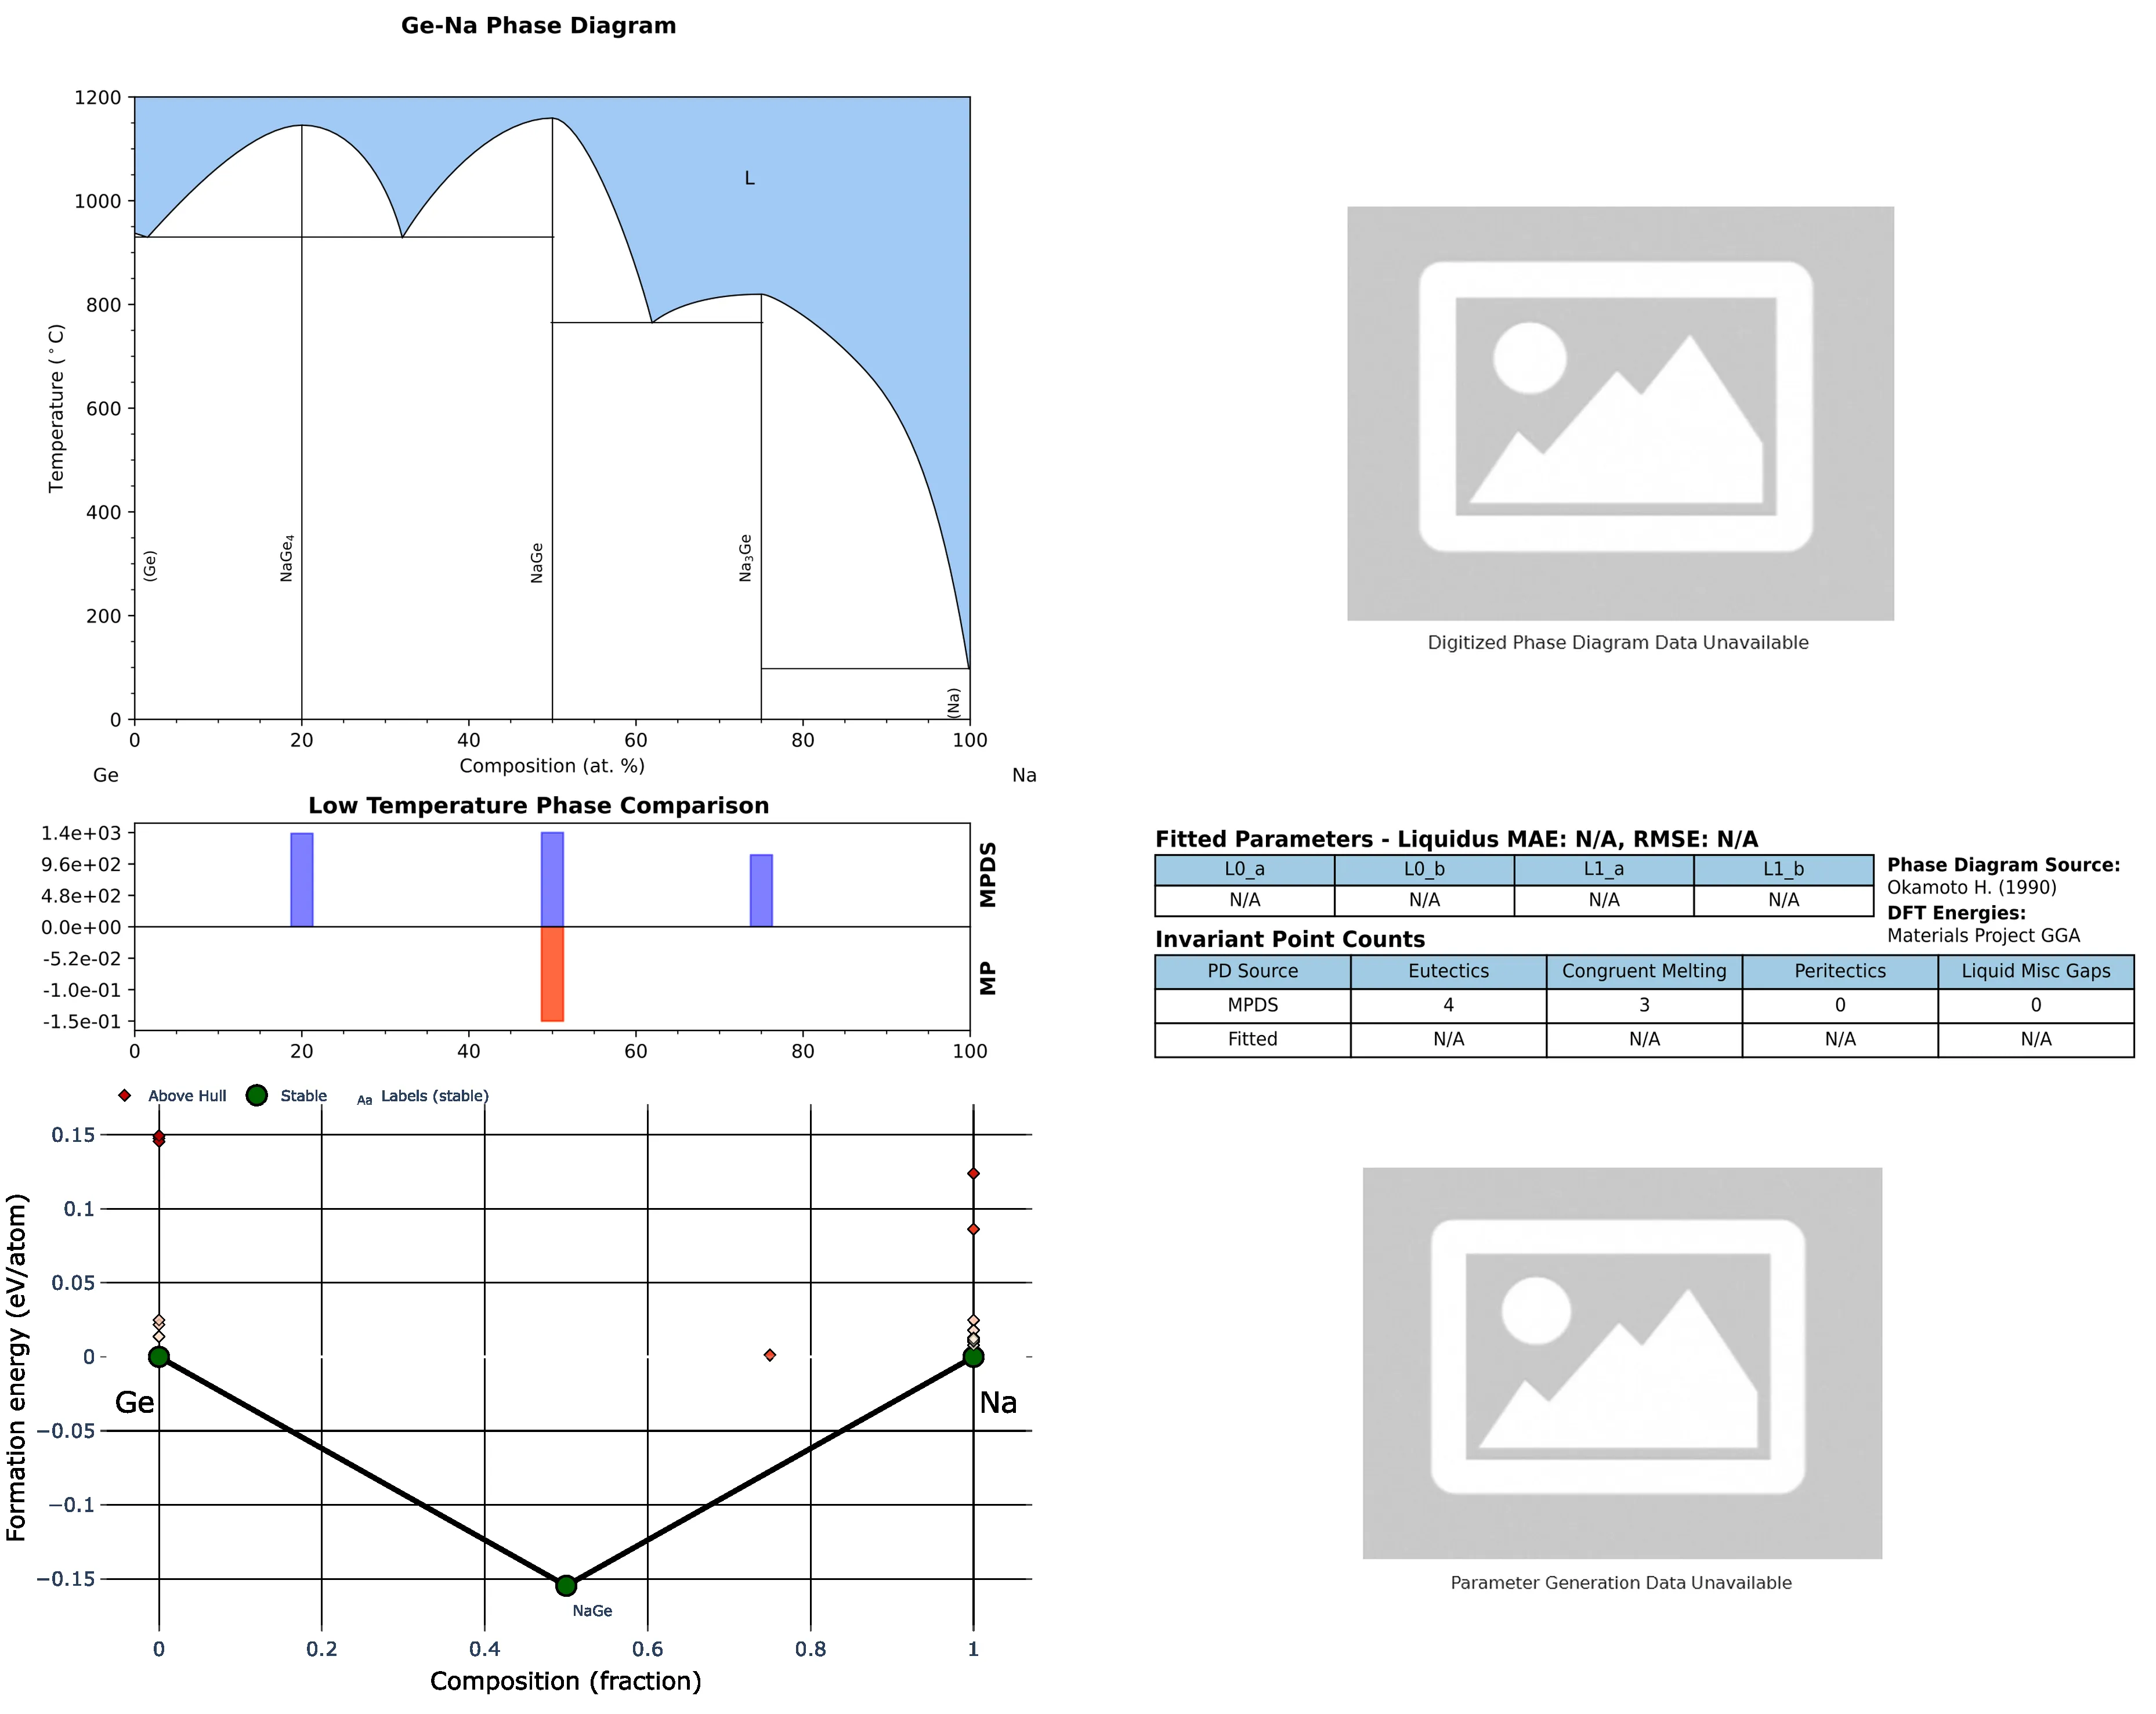 Ge-Na Phase Diagram
1200
1000
800
600
400
200
0
Temperature (°C)
L
(Ge)
NaGe₄
NaGe
Na₃Ge
(Na)
0 20 40 60 80 100
Composition (at. %)
Ge Na
Digitized Phase Diagram Data Unavailable
Low Temperature Phase Comparison
1.4e+03
9.6e+02
4.8e+02
0.0e+00
-5.2e-02
-1.0e-01
-1.5e-01
MPDS
MP
0 20 40 60 80 100
Fitted Parameters - Liquidus MAE: N/A, RMSE: N/A
L0_a L0_b L1_a L1_b
N/A N/A N/A N/A
Phase Diagram Source:
Okamoto H. (1990)
DFT Energies:
Materials Project GGA
Invariant Point Counts
PD Source Eutectics Congruent Melting Peritectics Liquid Misc Gaps
MPDS 4 3 0 0
Fitted N/A N/A N/A N/A
Above Hull Stable Aa Labels (stable)
0.15
0.1
0.05
0
−0.05
−0.1
−0.15
Formation energy (eV/atom)
Ge
Na
NaGe
0 0.2 0.4 0.6 0.8 1
Composition (fraction)
Parameter Generation Data Unavailable